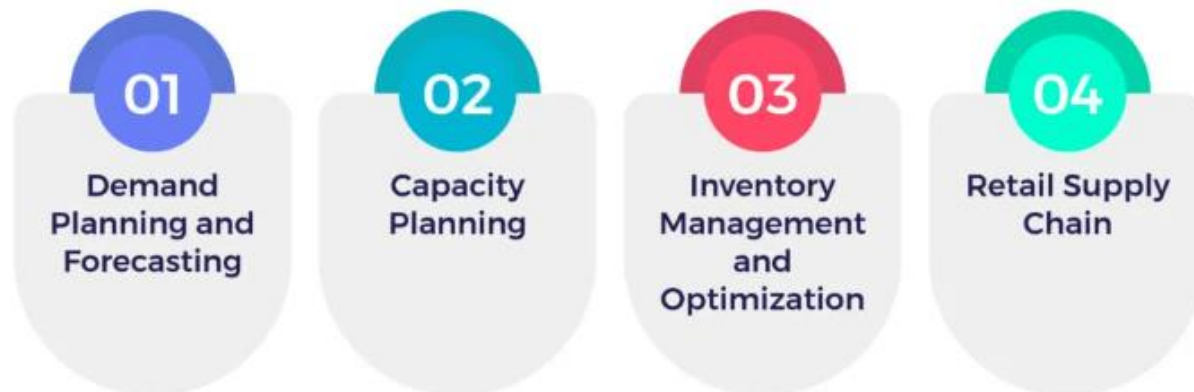 01
Demand
Planning and
Forecasting
02
Capacity
Planning
03
Inventory
Management
and
Optimization
04
Retail Supply
Chain